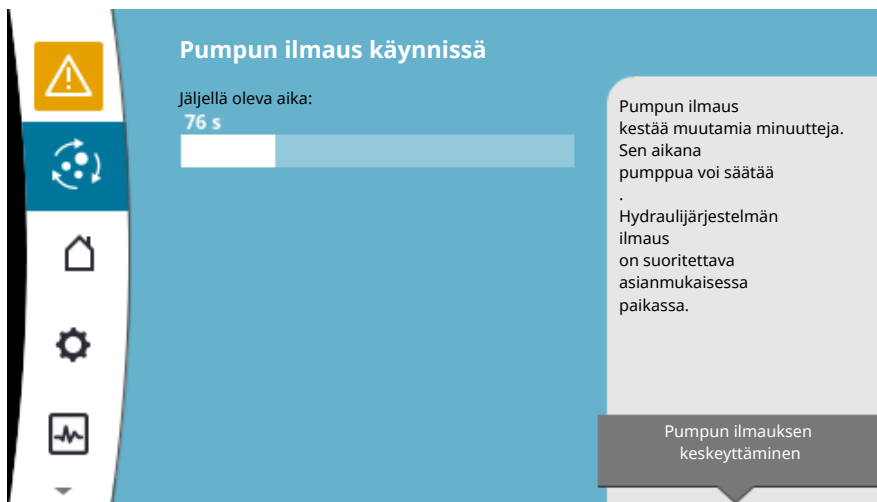 Pumpun ilmaus käynnissä
Jäljellä oleva aika:
76 s
Pumpun ilmaus
kestää muutamia minuutteja.
Sen aikana
pumppua voi säätää
.
Hydraulijärjestelmän
ilmaus
on suoritettava
asianmukaisessa
paikassa.
Pumpun ilmauksen
keskeyttäminen